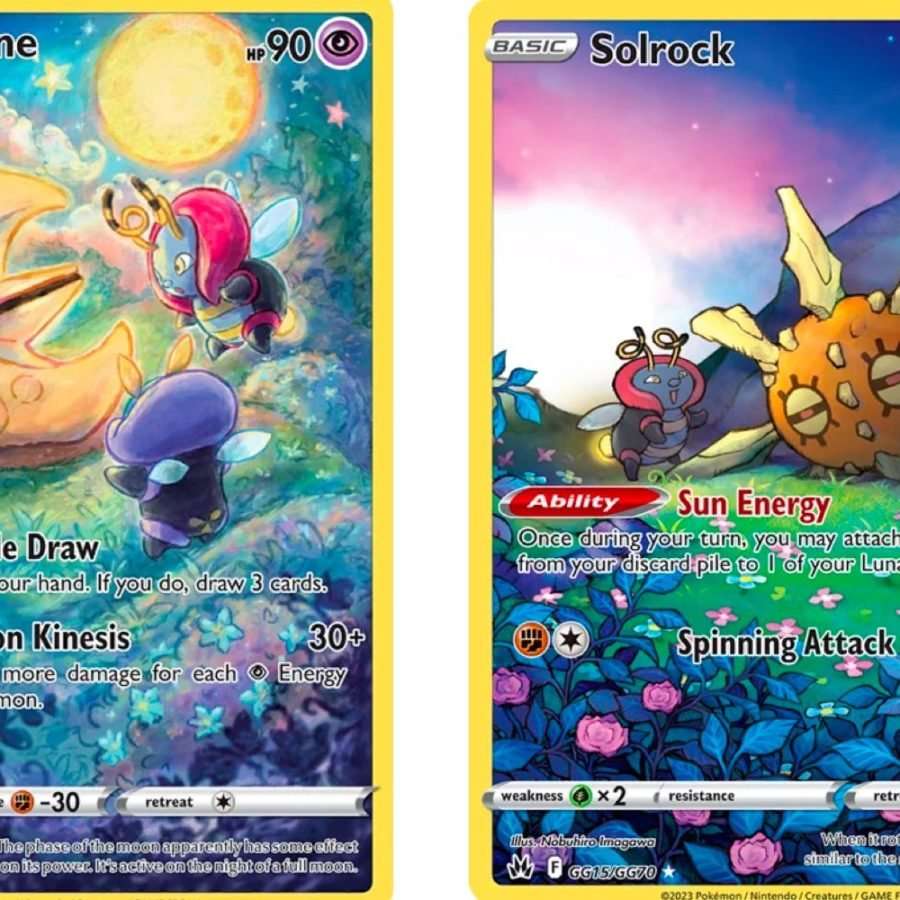 ne HP 90
le Draw
our hand. If you do, draw 3 cards.
on Kinesis 30+
more damage for each Energy
mon.
e -30 retreat
The phase of the moon apparently has some effect
on its power. It's active on the night of a full moon.
BASIC Solrock
Ability Sun Energy
Once during your turn, you may attach
from your discard pile to 1 of your Luna
Spinning Attack
weakness ×2 resistance retr
Illus. Nobuhiro Imagawa
F GG15/GG70
When it rot
similar to the
©2023 Pokémon / Nintendo / Creatures / GAME F